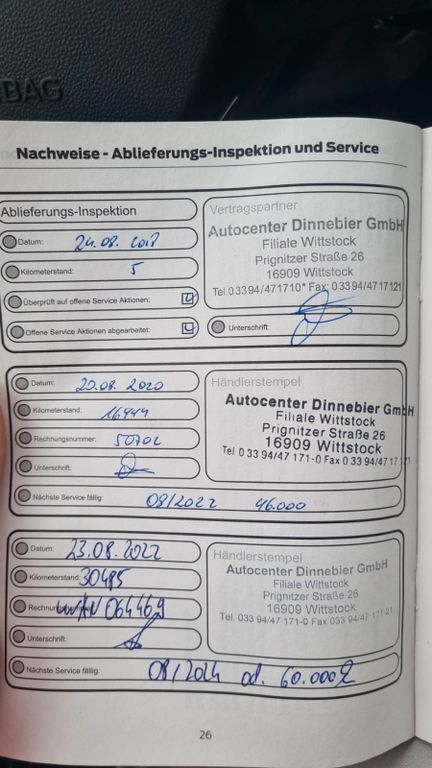 BAG
Nachweise - Ablieferungs-Inspektion und Service
Ablieferungs-Inspektion
Datum: 24.08.2018
Kilometerstand: 5
Überprüft auf offene Service Aktionen:
Offene Service Aktionen abgearbeitet:
Vertragspartner
Autocenter Dinnebier GmbH
Filiale Wittstock
Prignitzer Straße 26
16909 Wittstock
Tel. 03394/471710* Fax: 03394/4717121
Unterschrift:
Datum: 20.08.2020
Kilometerstand: 16444
Rechnungsnummer: 50702
Unterschrift:
Händlerstempel
Autocenter Dinnebier GmbH
Filiale Wittstock
Prignitzer Straße 26
16909 Wittstock
Tel. 0 33 94/47 171-0 Fax 0 33 94/47 17 121
Nächste Service fällig: 08/2022 46.000
Datum: 23.08.2022
Kilometerstand: 30485
064469
Unterschrift:
Händlerstempel
Autocenter Dinnebier GmbH
Filiale Wittstock
Prignitzer Straße 26
16909 Wittstock
Tel. 033 94/47 171-0 Fax 033 94/47 171-21
Nächste Service fällig: 08/2024 od. 60.000
26